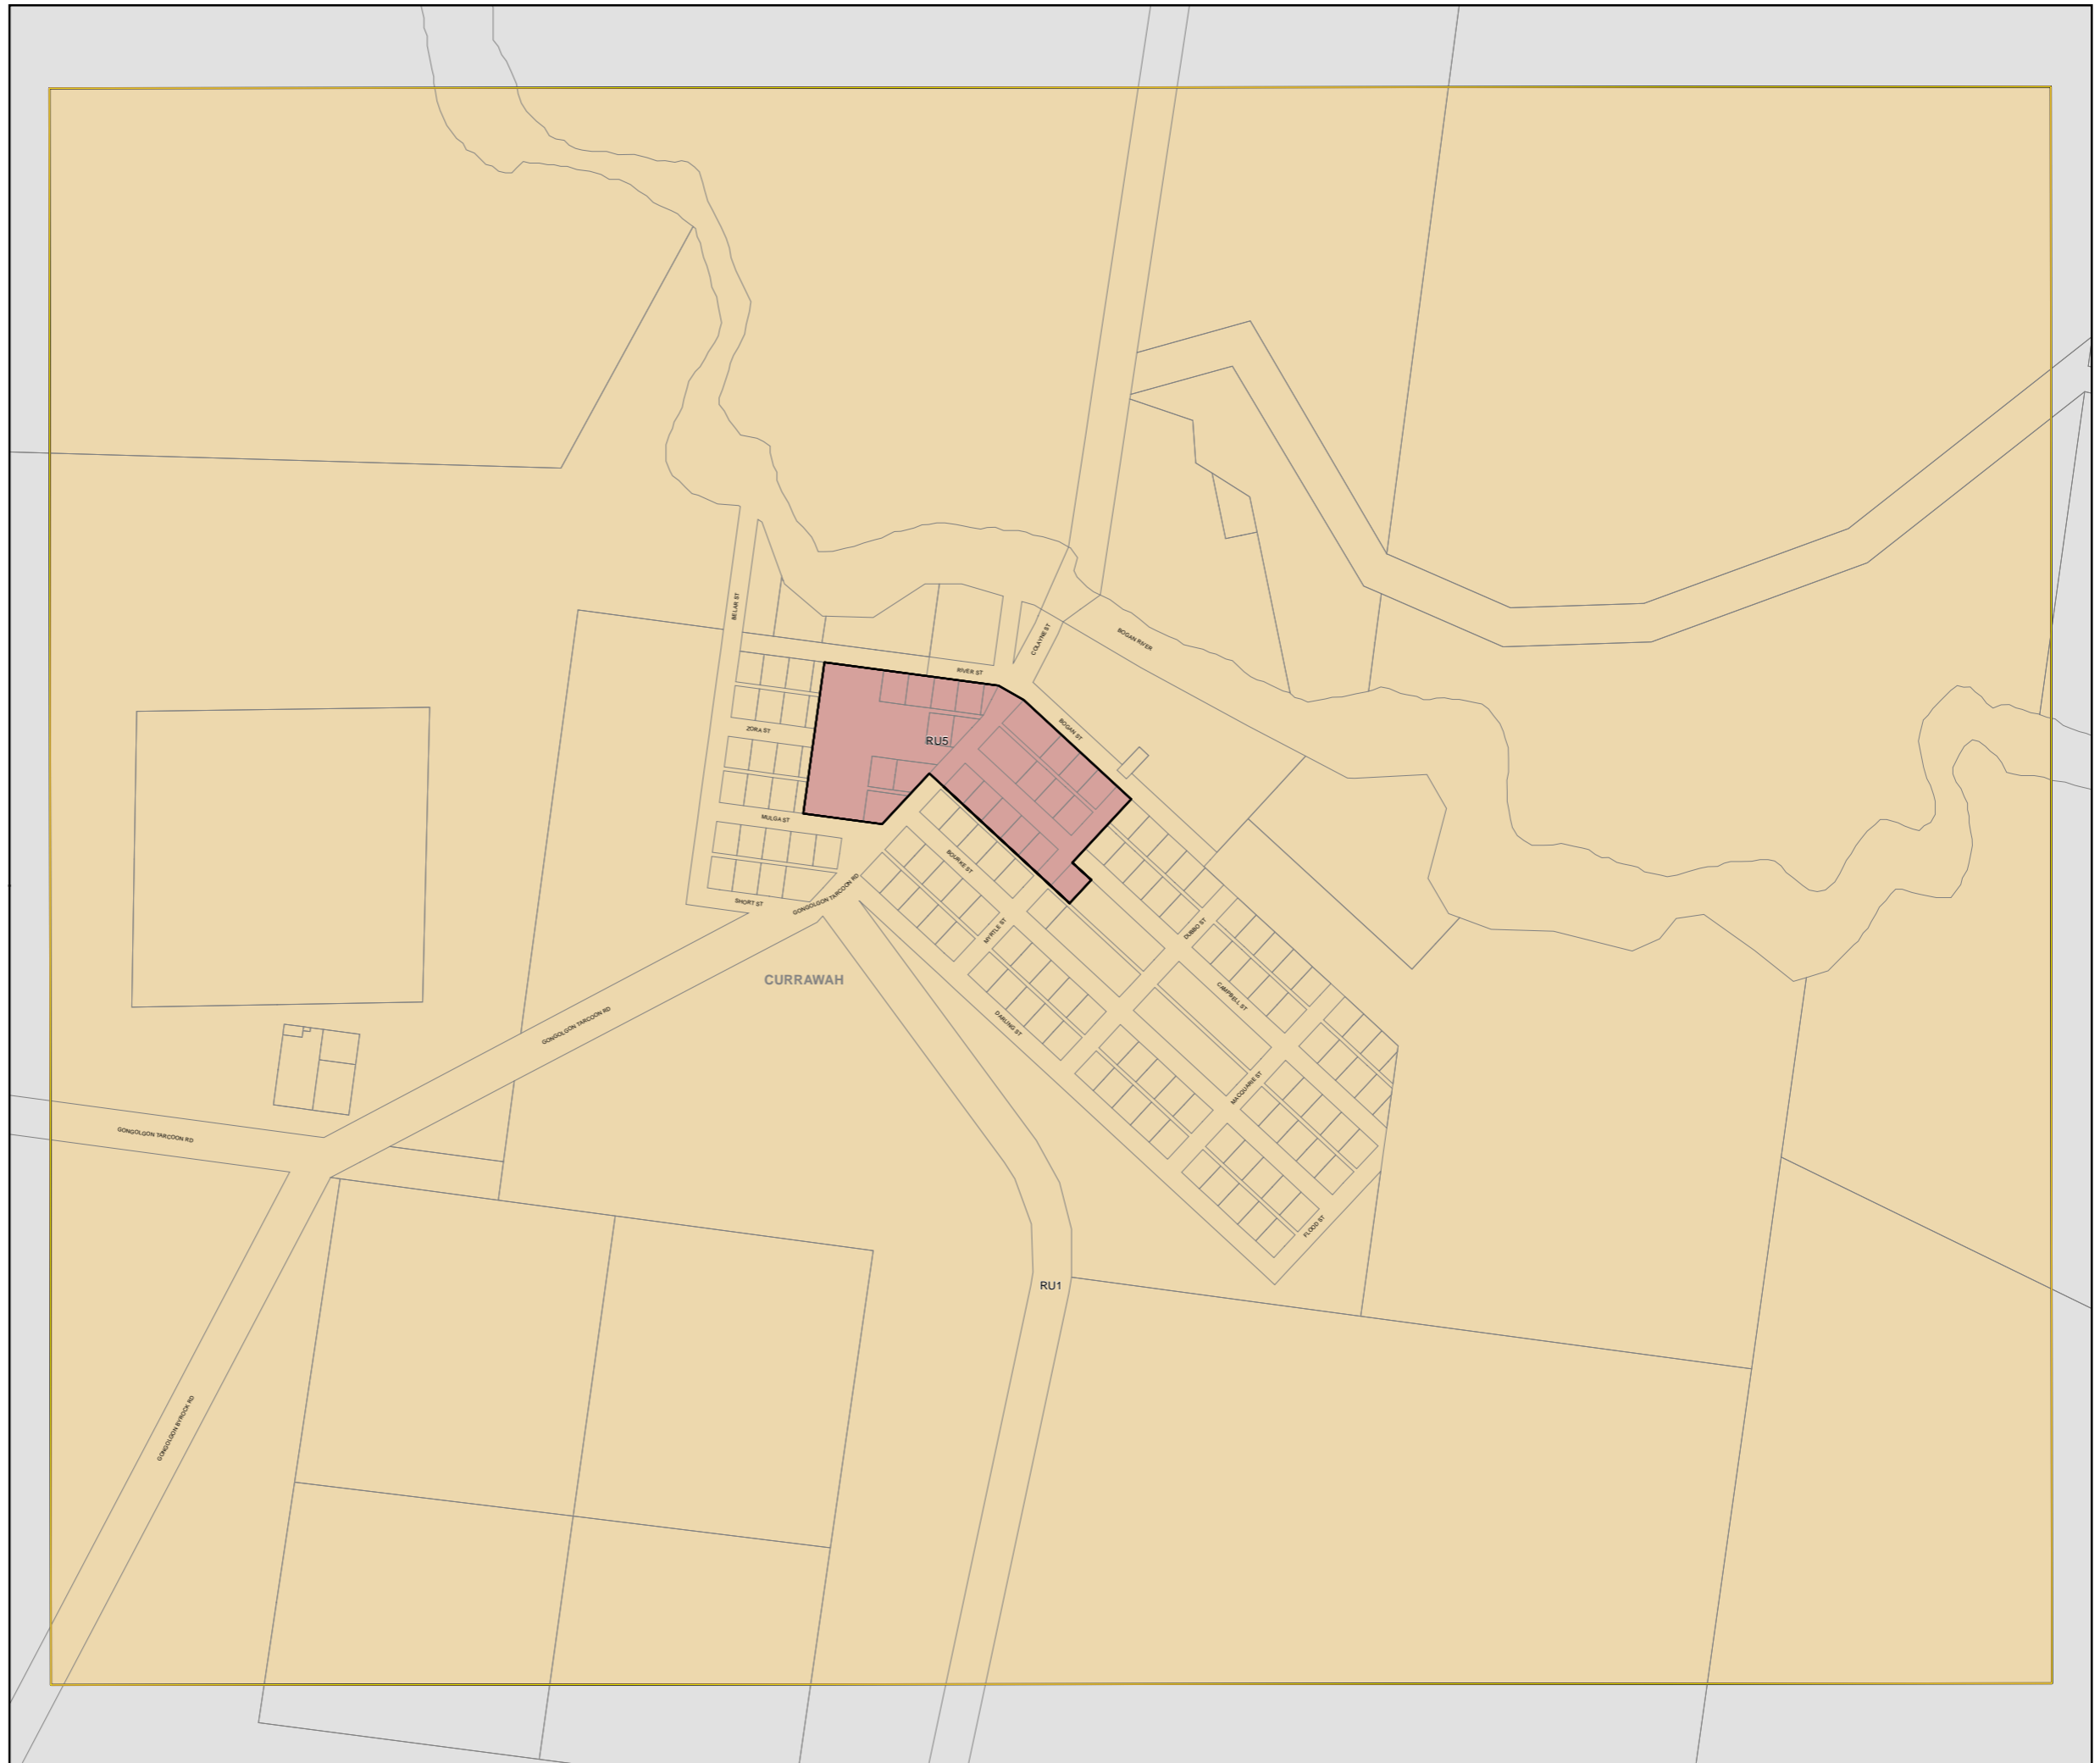 BELAR ST
COLAYNE ST
BOGAN RIVER
RIVER ST
BOGAN ST
ZORA ST
RU5
MULGA ST
BOURKE ST
GONGOLGON TARCOON RD
SHORT ST
MYRTLE ST
DUBBO ST
CURRAWAH
CAMPBELL ST
DARLING ST
GONGOLGON TARCOON RD
MACQUARIE ST
GONGOLGON TARCOON RD
FLOOD ST
RU1
GONGOLGON BYROCK RD